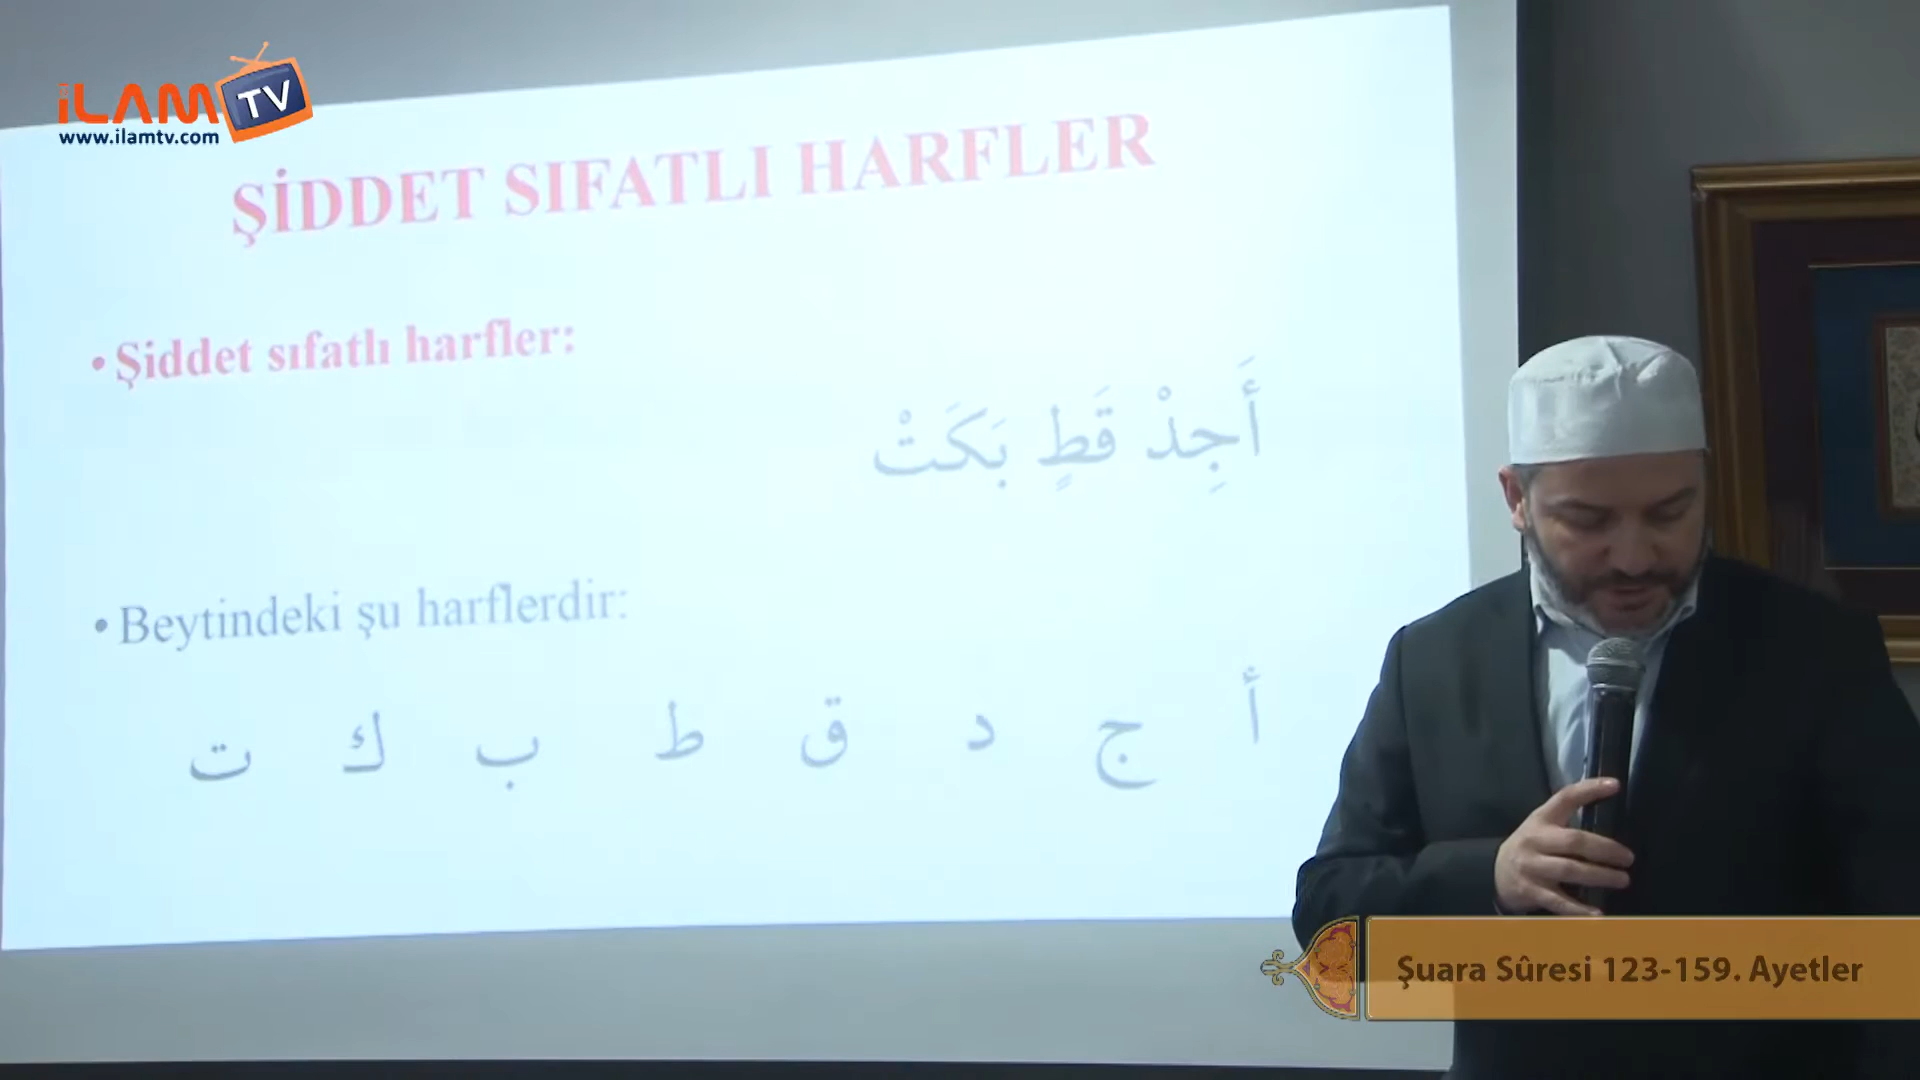 iLAM TV
www.ilamtv.com
ŞİDDET SIFATLI HARFLER
• Şiddet sıfatlı harfler:
أَجِدْ قَطٍ بَكَتْ
• Beytindeki şu harflerdir:
أ ج د ق ط ب ك ت
Şuara Sûresi 123-159. Ayetler